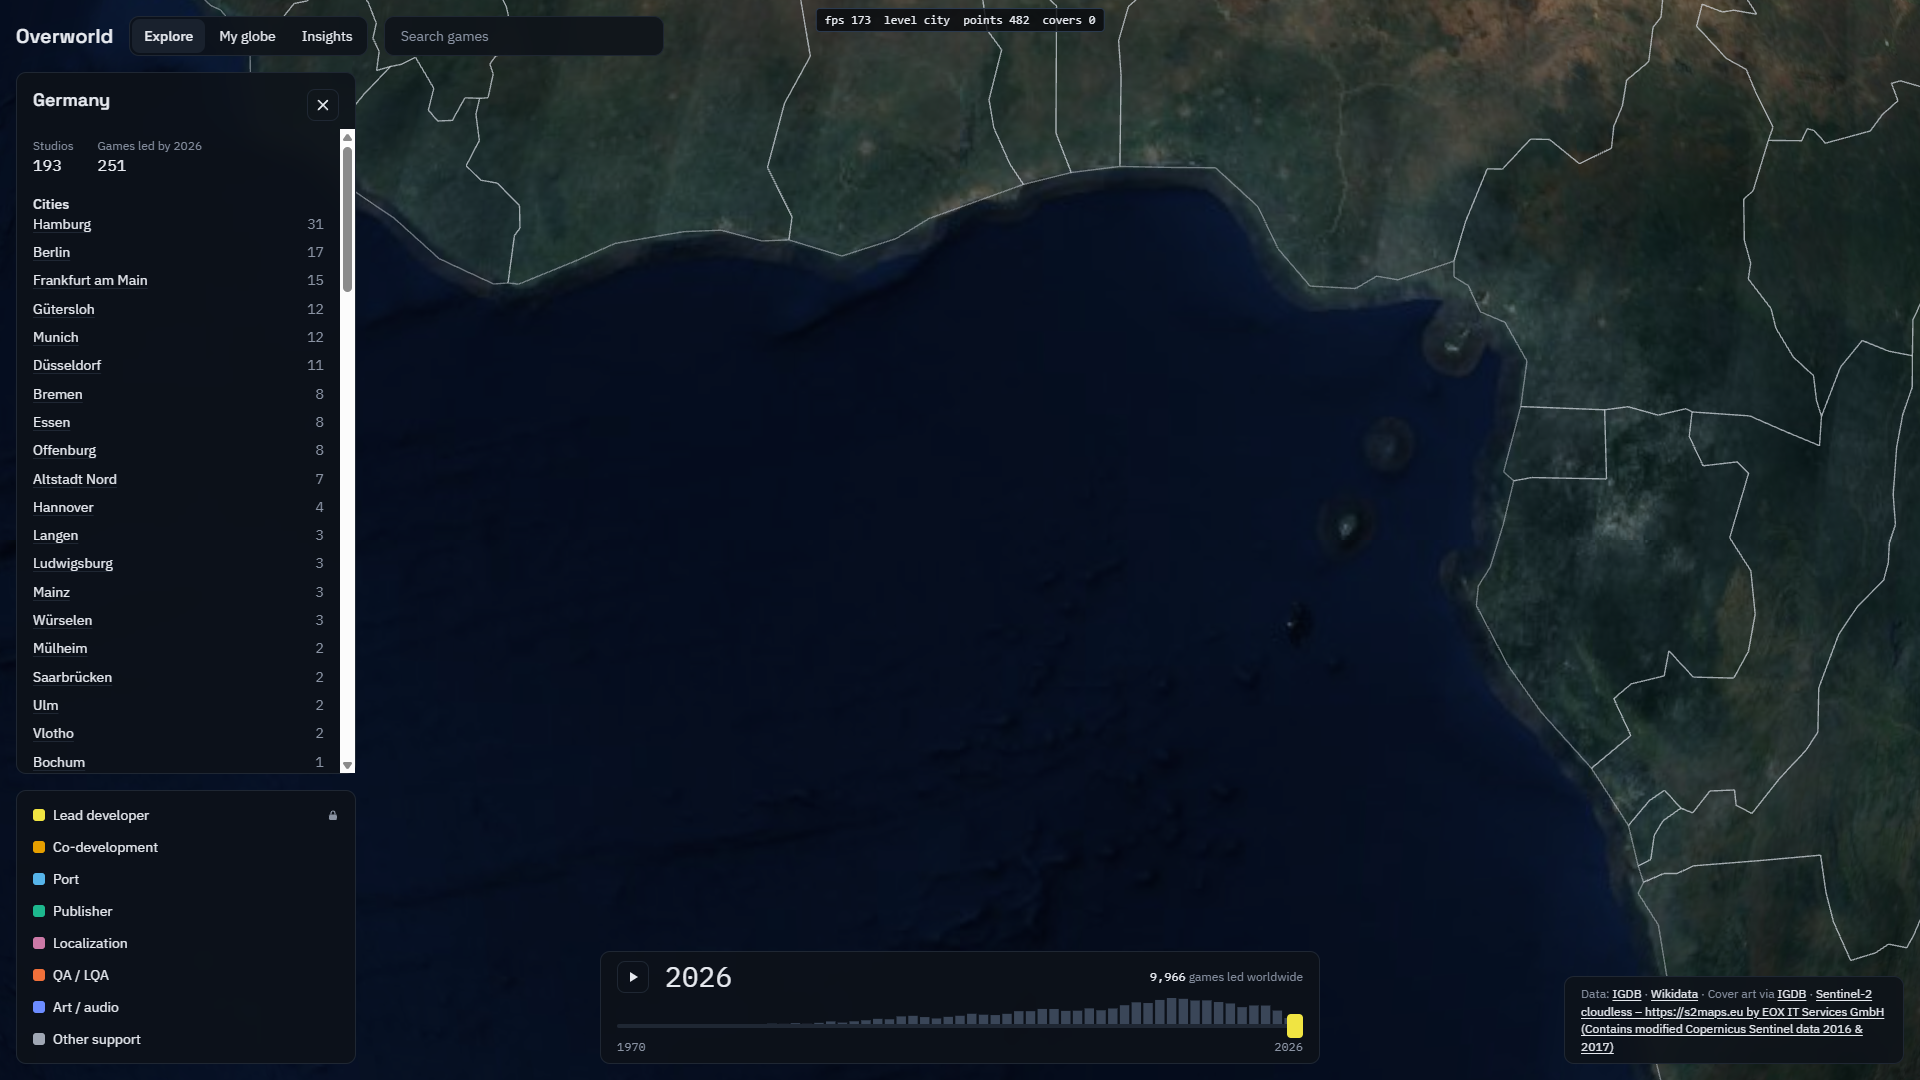 Overworld
Explore
My globe
Insights
Search games
fps 173 level city points 482 covers 0
Germany
Studios
193
Games led by 2026
251
Cities
Hamburg 31
Berlin 17
Frankfurt am Main 15
Gütersloh 12
Munich 12
Düsseldorf 11
Bremen 8
Essen 8
Offenburg 8
Altstadt Nord 7
Hannover 4
Langen 3
Ludwigsburg 3
Mainz 3
Würselen 3
Mülheim 2
Saarbrücken 2
Ulm 2
Vlotho 2
Bochum 1
Lead developer
Co-development
Port
Publisher
Localization
QA / LQA
Art / audio
Other support
2026
9,966 games led worldwide
1970
2026
Data: IGDB · Wikidata · Cover art via IGDB · Sentinel-2
cloudless – https://s2maps.eu by EOX IT Services GmbH
(Contains modified Copernicus Sentinel data 2016 &
2017)